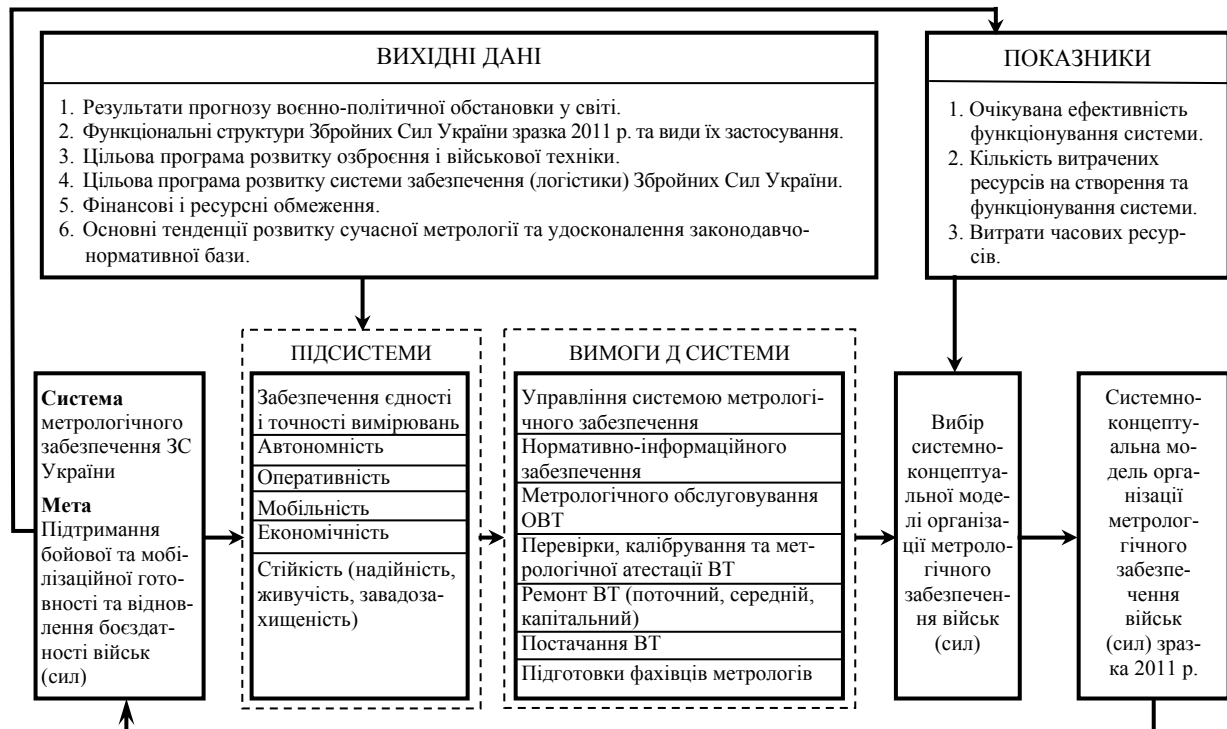 ВИХІДНІ ДАНІ
1. Результати прогнозу воєнно-політичної обстановки у світі.
2. Функціональні структури Збройних Сил України зразка 2011 р. та види їх застосування.
3. Цільова програма розвитку озброєння і військової техніки.
4. Цільова програма розвитку системи забезпечення (логістики) Збройних Сил України.
5. Фінансові і ресурсні обмеження.
6. Основні тенденції розвитку сучасної метрології та удосконалення законодавчо-
нормативної бази.
ПОКАЗНИКИ
1. Очікувана ефективність
функціонування системи.
2. Кількість витрачених
ресурсів на створення та
функціонування системи.
3. Витрати часових ресур-
сів.
Система
метрологічного
забезпечення ЗС
України
Мета
Підтримання
бойової та мобі-
лізаційної гото-
вності та віднов-
лення боєздат-
ності військ
(сил)
ПІДСИСТЕМИ
Забезпечення єдності
і точності вимірювань
Автономність
Оперативність
Мобільність
Економічність
Стійкість (надійність,
живучість, завадоза-
хищеність)
ВИМОГИ Д СИСТЕМИ
Управління системою метрологі-
чного забезпечення
Нормативно-інформаційного
забезпечення
Метрологічного обслуговування
ОВТ
Перевірки, калібрування та мет-
рологічної атестації ВТ
Ремонт ВТ (поточний, середній,
капітальний)
Постачання ВТ
Підготовки фахівців метрологів
Вибір
системно-
концептуа-
льної моде-
лі організа-
ції метроло-
гічного
забезпечен-
ня військ
(сил)
Системно-
концепту-
альна мо-
дель орга-
нізації
метролог-
гічного
забезпе-
чення
військ
(сил) зраз-
ка 2011 р.